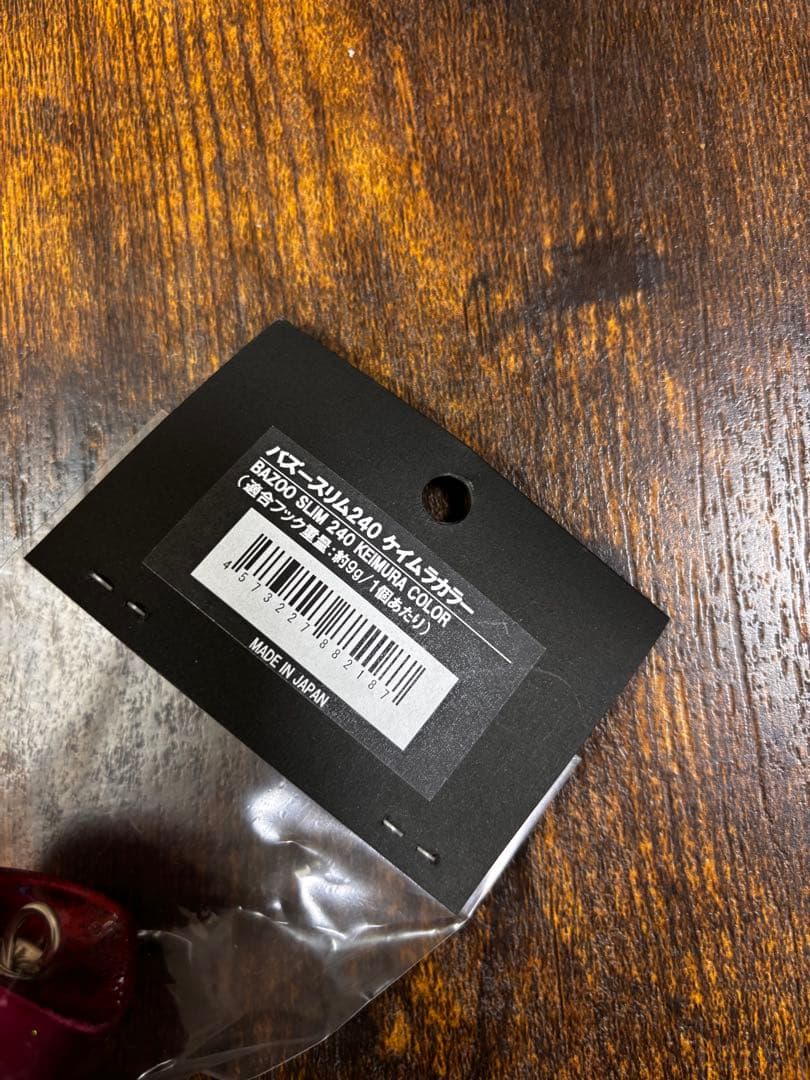 バズースリム240 ケイムラカラー
BAZOO SLIM 240 KEIMURA COLOR
(適合フック重量:約9g/1個あたり)
4573227882187
MADE IN JAPAN